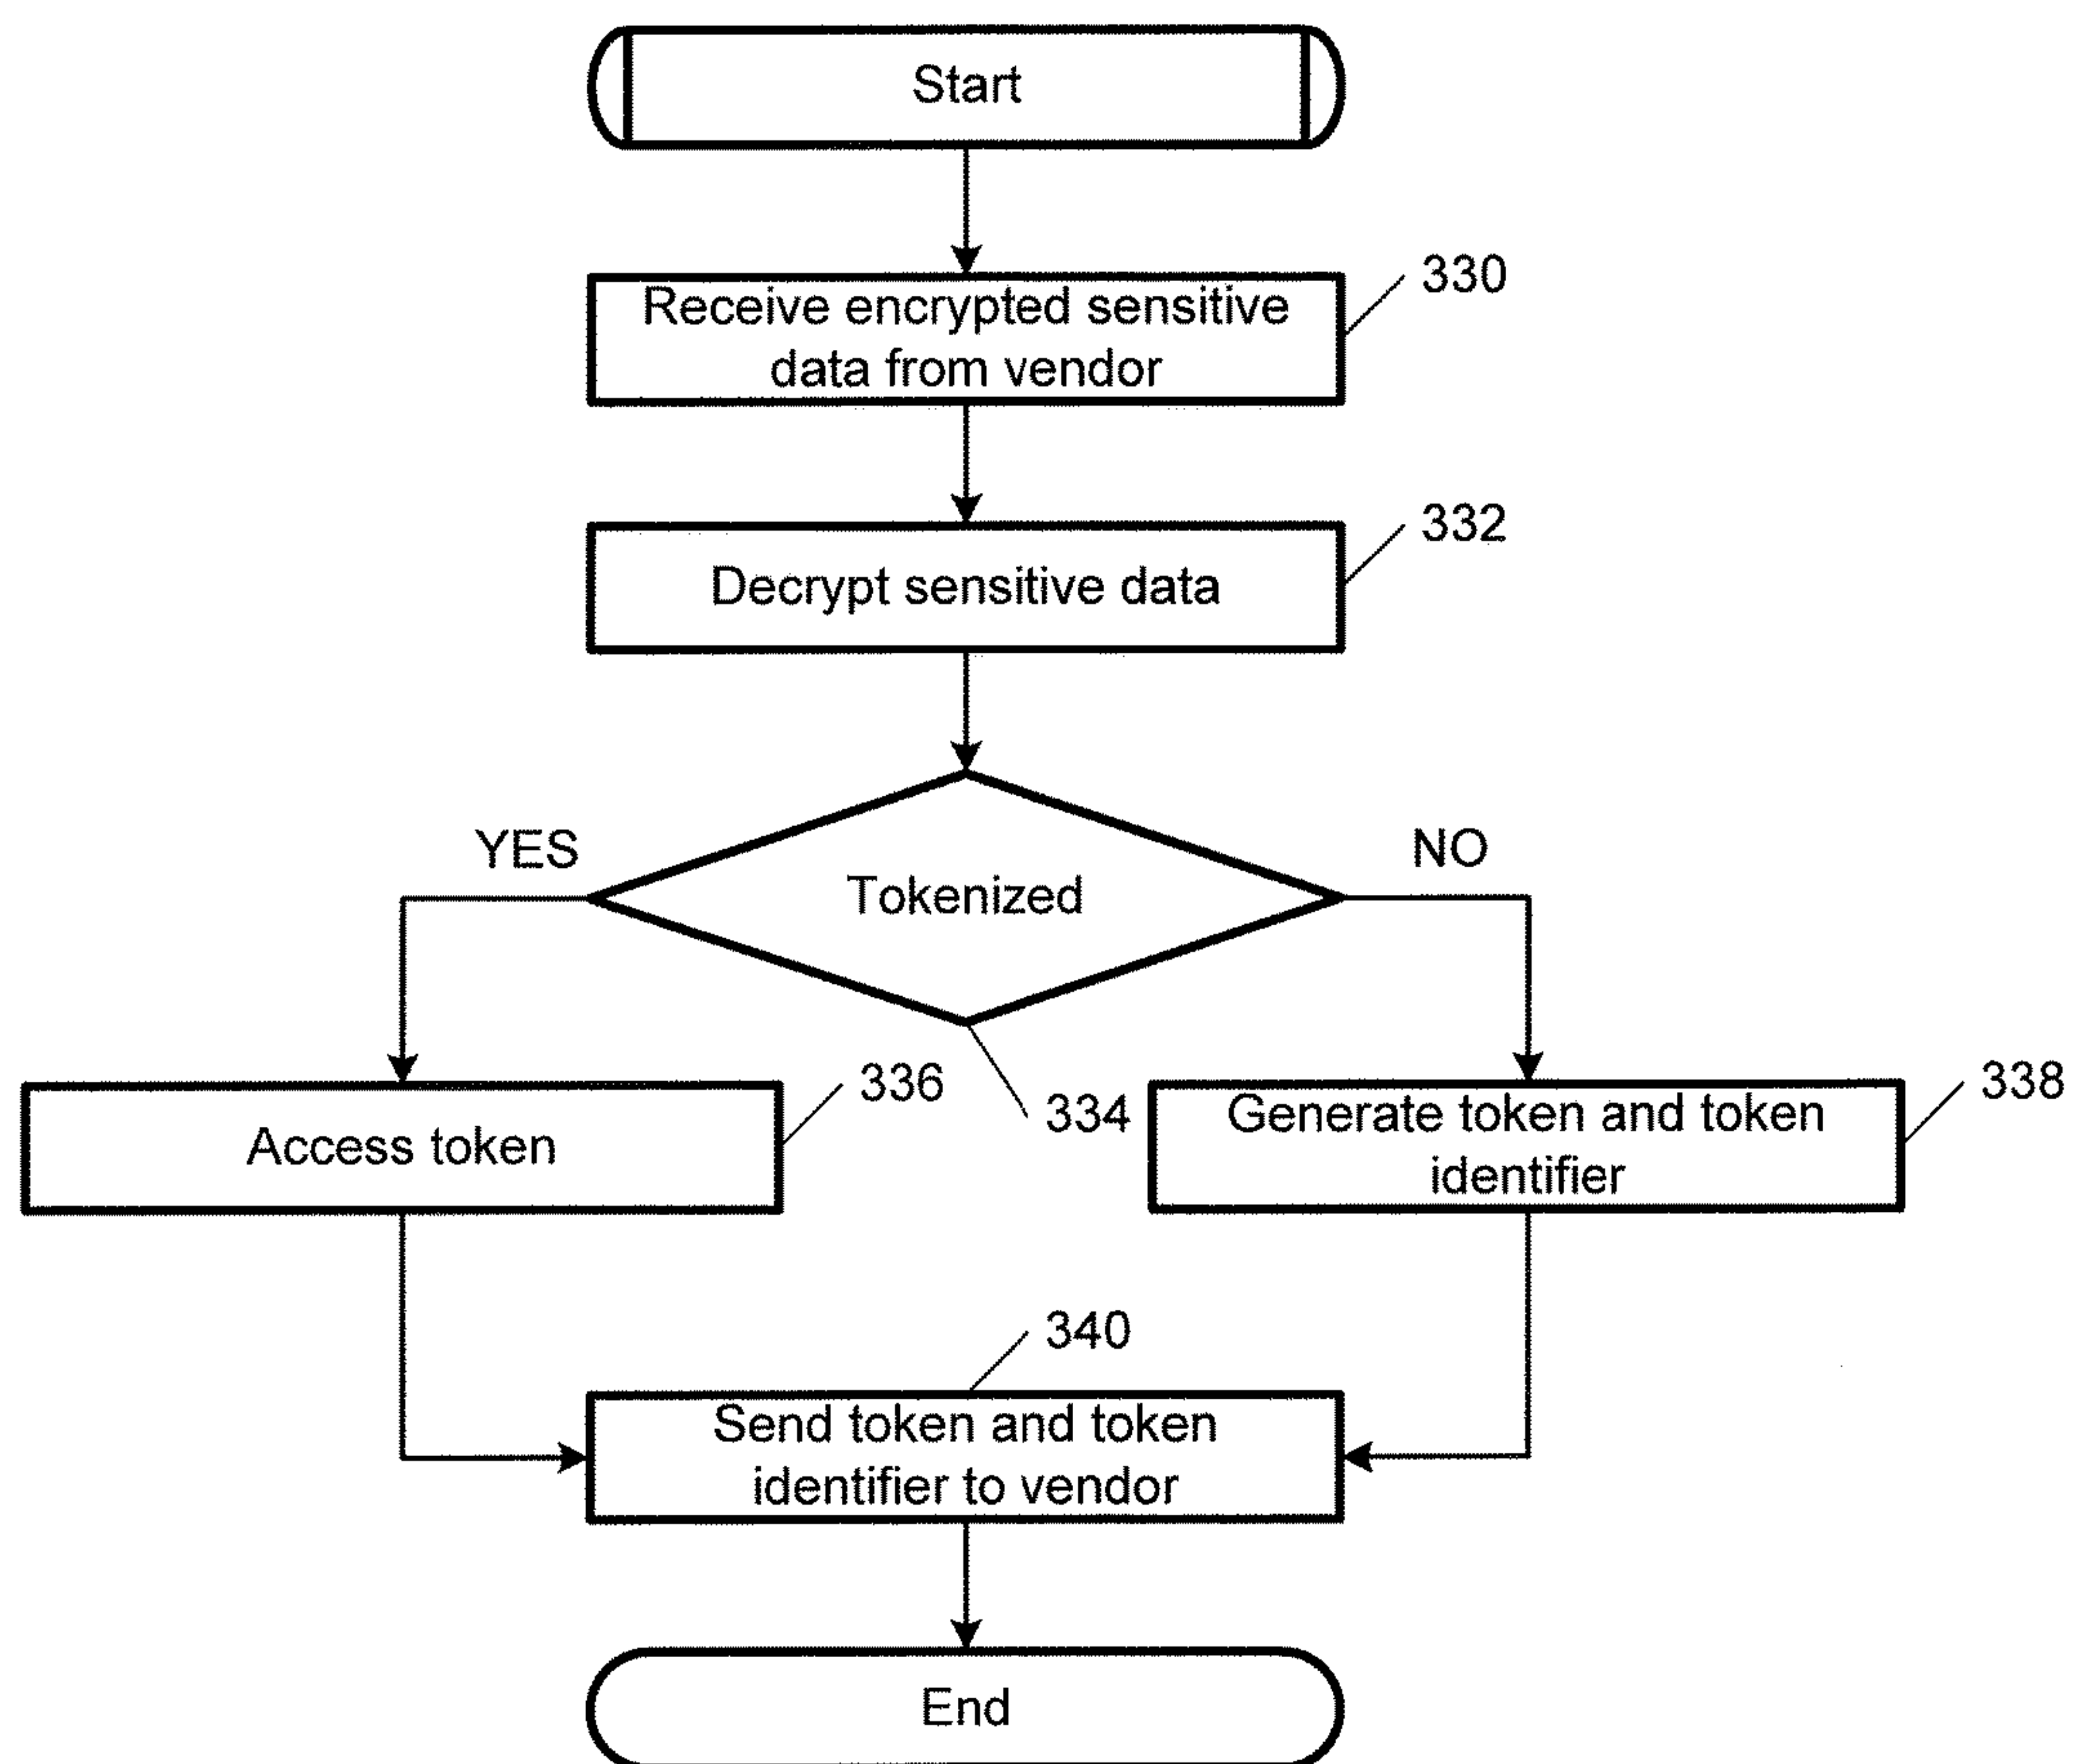 Start
330
Receive encrypted sensitive
data from vendor
332
Decrypt sensitive data
YES
NO
Tokenized
336
334
338
Access token
Generate token and token
identifier
340
Send token and token
identifier to vendor
End